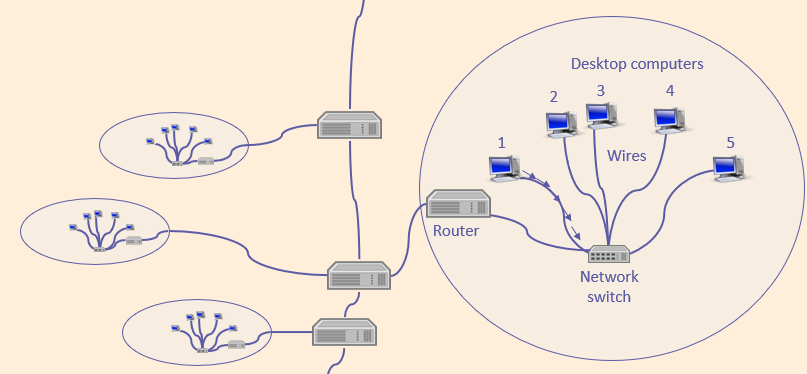 Desktop computers
1
2
3
4
5
Wires
Router
Network
switch